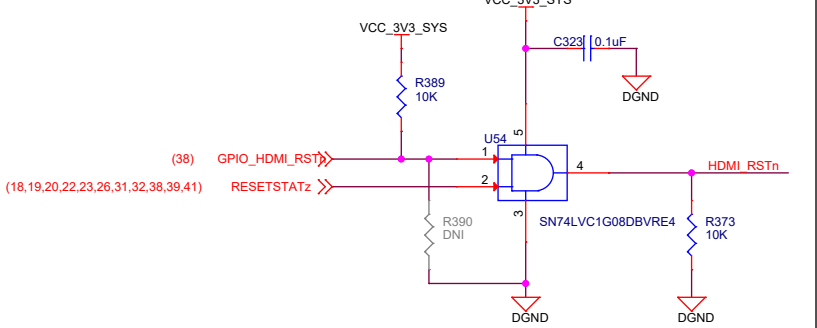 VCC_3V3_SYS
VCC_3V3_SYS
C323
0.1uF
R389
10K
DGND
U54
5
(38)
GPIO_HDMI_RSTn
1
4
HDMI_RSTn
(18,19,20,22,23,26,31,32,38,39,41)
RESETSTATz
2
3
R390
DNI
SN74LVC1G08DBVRE4
R373
10K
DGND
DGND